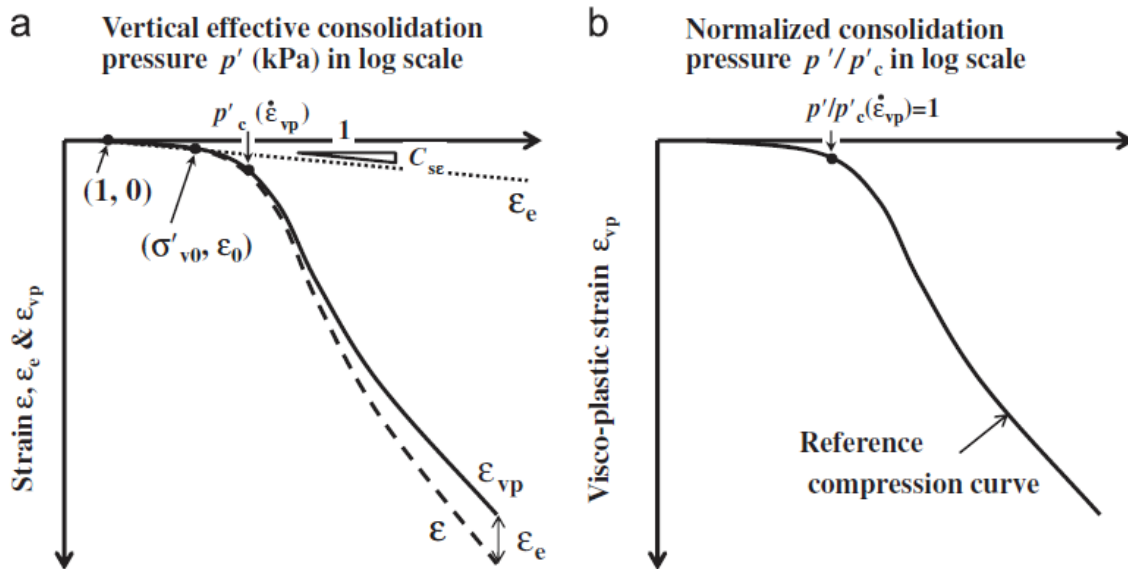 a
Vertical effective consolidation
pressure p′ (kPa) in log scale
p′c (ε̇vp)
1
Csε
εe
(1, 0)
(σ′v0, ε0)
Strain ε, εe & εvp
εvp
ε
εe
b
Normalized consolidation
pressure p′/p′c in log scale
p′/p′c(ε̇vp)=1
Visco-plastic strain εvp
Reference
compression curve